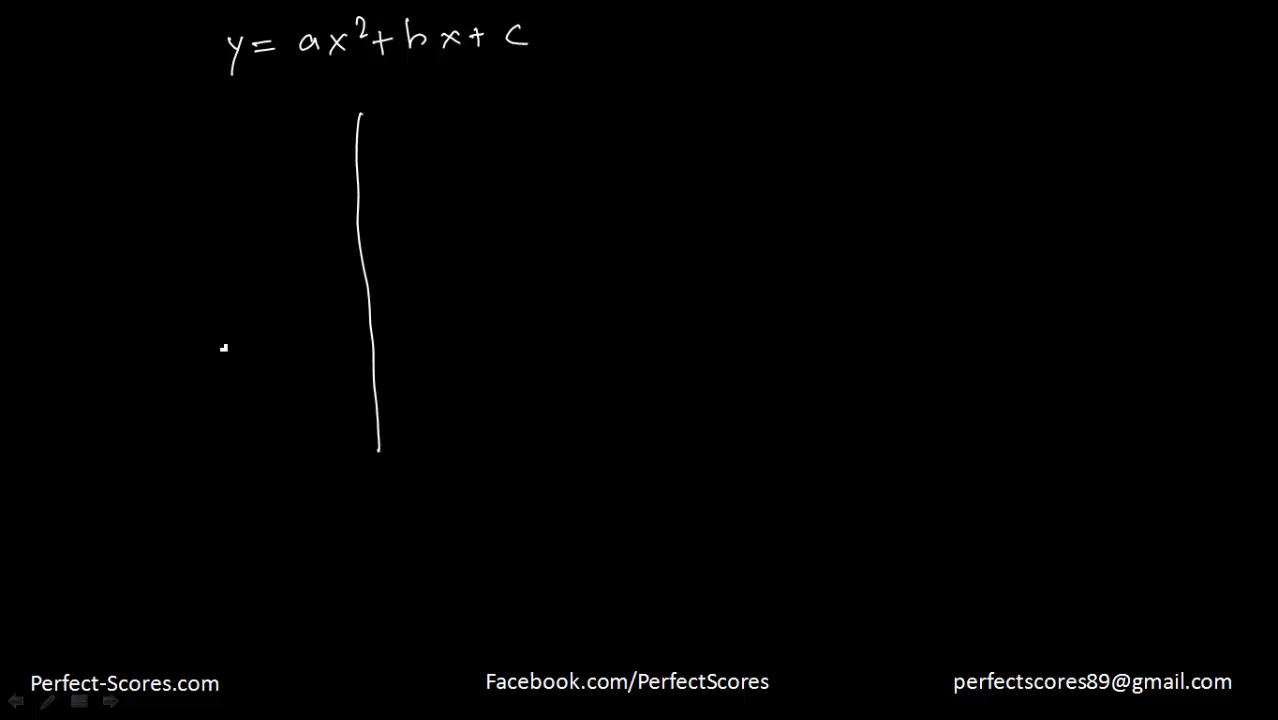 y = ax²+bx+c
Perfect-Scores.com
Facebook.com/PerfectScores
perfectscores89@gmail.com